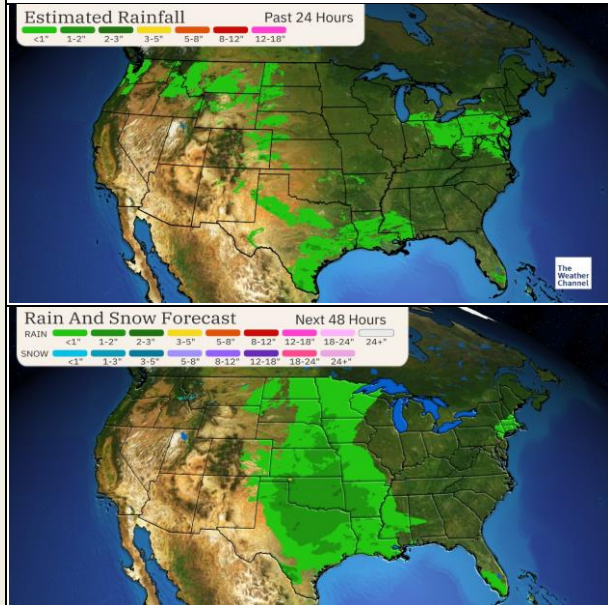 Estimated Rainfall Past 24 Hours
<1" 1-2" 2-3" 3-5" 5-8" 8-12" 12-18"
The
Weather
Channel
Rain And Snow Forecast Next 48 Hours
RAIN
<1" 1-2" 2-3" 3-5" 5-8" 8-12" 12-18" 18-24" 24+"
SNOW
<1" 1-3" 3-5" 5-8" 8-12" 12-18" 18-24" 24+"